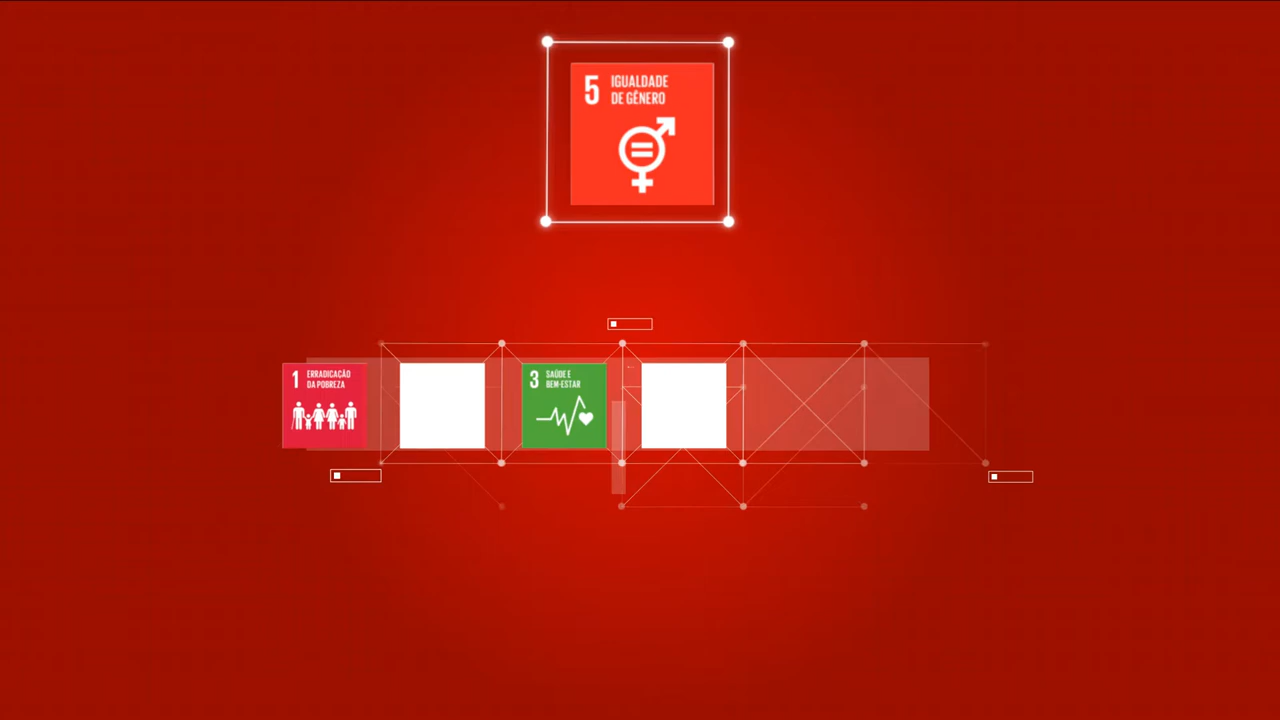 5 IGUALDADE
DE GÊNERO
1 ERRADICAÇÃO
DA POBREZA
3 SAÚDE E
BEM-ESTAR